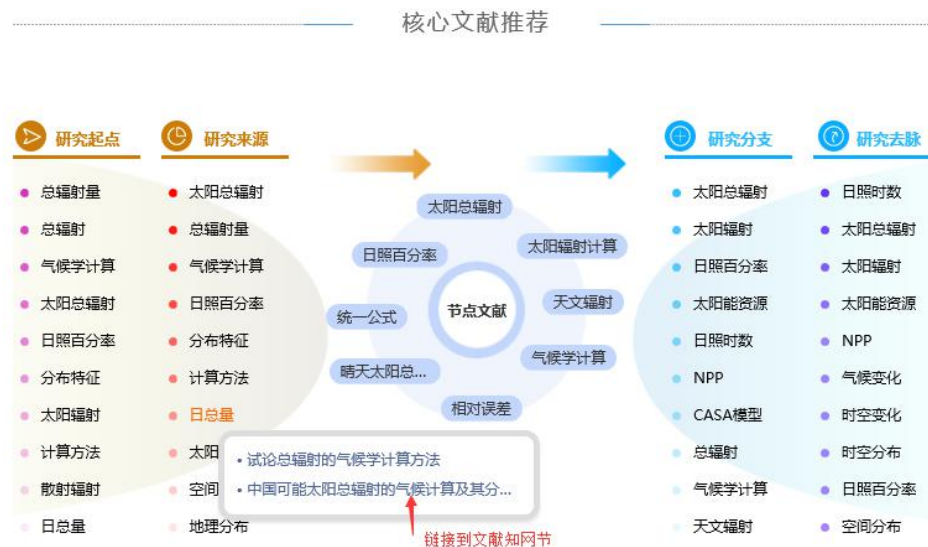 核心文献推荐
研究起点
总辐射量
总辐射
气候学计算
太阳总辐射
日照百分率
分布特征
太阳辐射
计算方法
散射辐射
日总量
研究来源
太阳总辐射
总辐射量
气候学计算
日照百分率
分布特征
计算方法
日总量
太阳
空间
地理分布
试论总辐射的气候学计算方法
中国可能太阳总辐射的气候计算及其分...
链接到文献知网节
太阳总辐射
日照百分率
太阳辐射计算
统一公式
节点文献
天文辐射
晴天太阳总...
气候学计算
相对误差
研究分支
太阳总辐射
太阳辐射
日照百分率
太阳能资源
日照时数
NPP
CASA模型
总辐射
气候学计算
天文辐射
研究去脉
日照时数
太阳总辐射
太阳辐射
太阳能资源
NPP
气候变化
时空变化
时空分布
日照百分率
空间分布